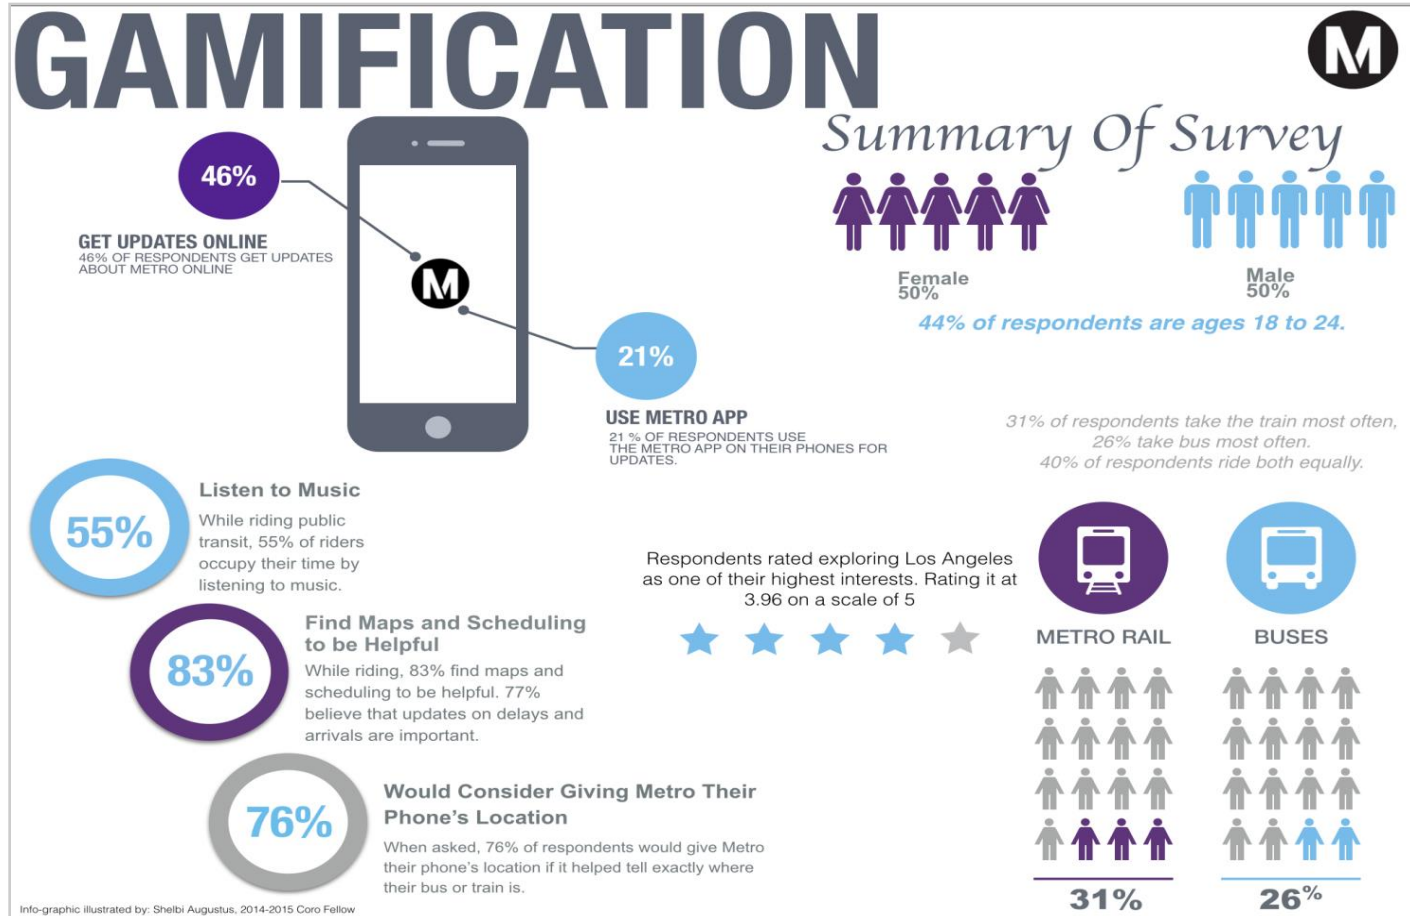 GAMIFICATION
M
Summary Of Survey
46%
GET UPDATES ONLINE
46% OF RESPONDENTS GET UPDATES
ABOUT METRO ONLINE
M
21%
USE METRO APP
21 % OF RESPONDENTS USE
THE METRO APP ON THEIR PHONES FOR
UPDATES.
Female
50%
Male
50%
44% of respondents are ages 18 to 24.
31% of respondents take the train most often,
26% take bus most often.
40% of respondents ride both equally.
55%
Listen to Music
While riding public
transit, 55% of riders
occupy their time by
listening to music.
83%
Find Maps and Scheduling
to be Helpful
While riding, 83% find maps and
scheduling to be helpful. 77%
believe that updates on delays and
arrivals are important.
76%
Would Consider Giving Metro Their
Phone's Location
When asked, 76% of respondents would give Metro
their phone's location if it helped tell exactly where
their bus or train is.
Respondents rated exploring Los Angeles
as one of their highest interests. Rating it at
3.96 on a scale of 5
METRO RAIL
31%
BUSES
26%
Info-graphic illustrated by: Shelbi Augustus, 2014-2015 Coro Fellow